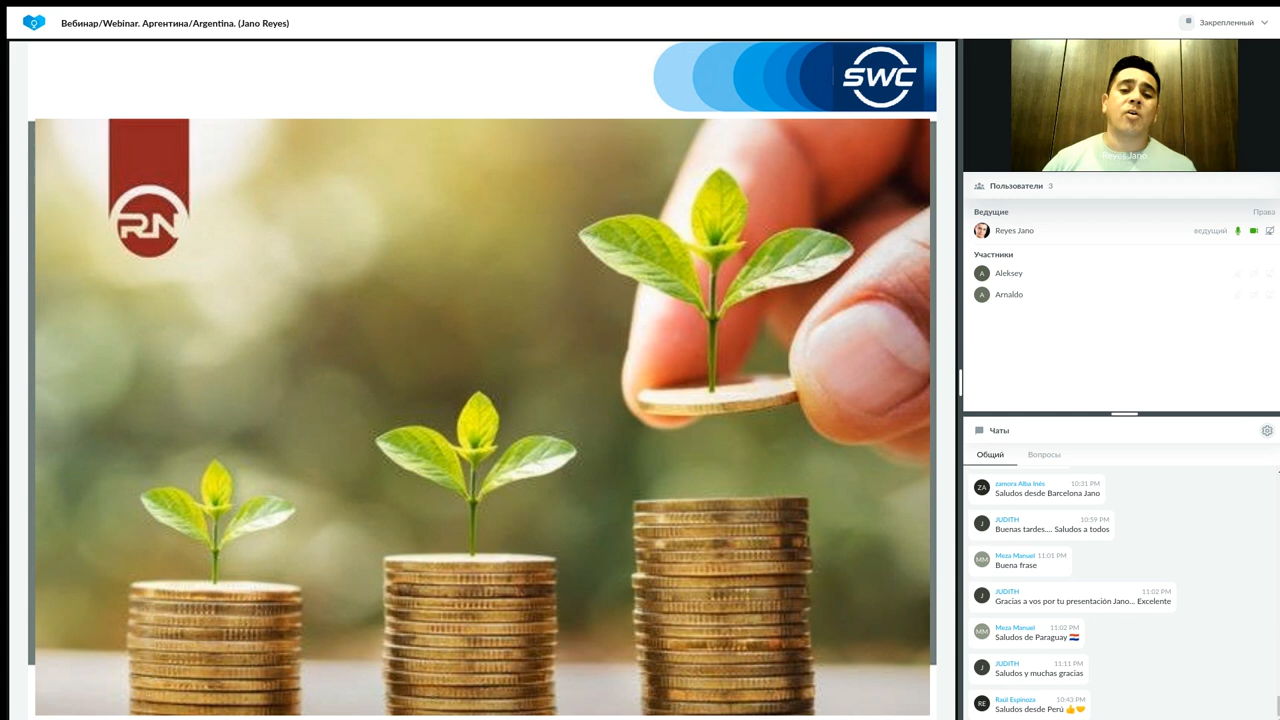 Вебинар/Webinar. Аргентина/Argentina. (Jano Reyes)
Закрепленный
SWC
RN
Reyes Jano
Пользователи 3
Ведущие Права
Reyes Jano ведущий
Участники
A Aleksey
A Arnaldo
Чаты
Общий Вопросы
ZA zamora Alba Inés 10:31 PM
Saludos desde Barcelona Jano
J JUDITH 10:59 PM
Buenas tardes.... Saludos a todos
MM Meza Manuel 11:01 PM
Buena frase
J JUDITH 11:02 PM
Gracias a vos por tu presentación Jano... Excelente
MM Meza Manuel 11:02 PM
Saludos de Paraguay 🇵🇾
J JUDITH 11:11 PM
Saludos y muchas gracias
RE Raúl Espinoza 10:43 PM
Saludos desde Perú 👍🤝